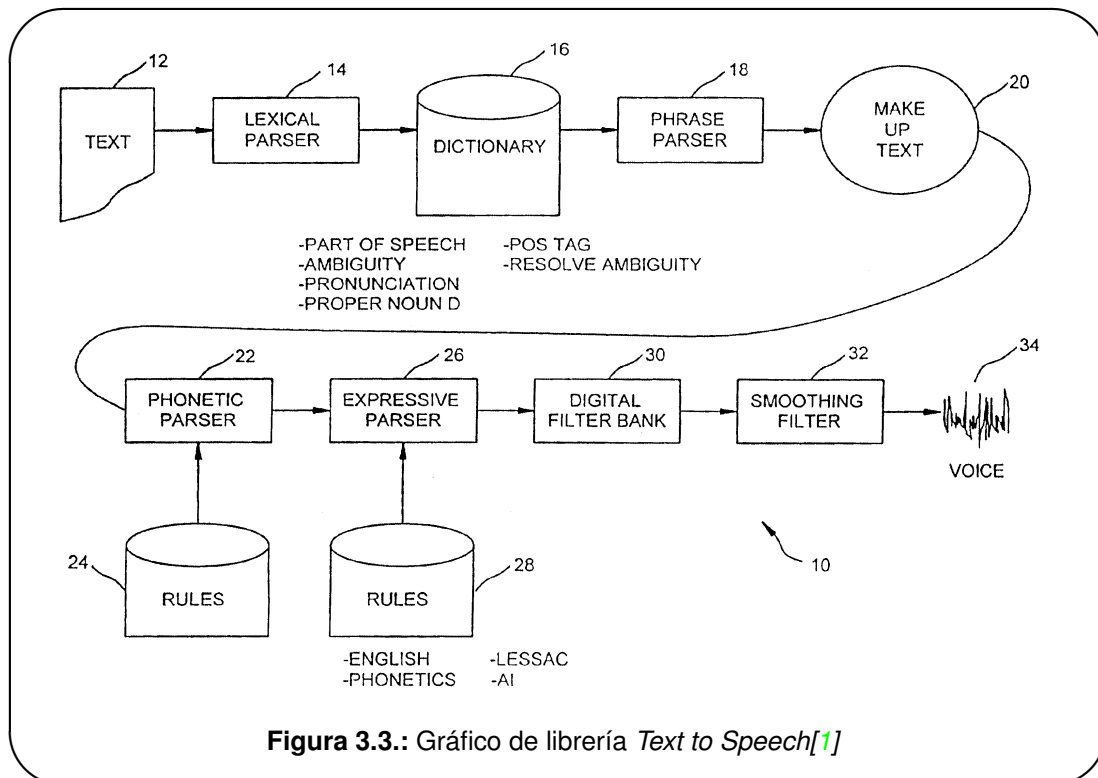 12
14
16
18
20
TEXT
LEXICAL
PARSER
DICTIONARY
PHRASE
PARSER
MAKE
UP
TEXT
-PART OF SPEECH
-AMBIGUITY
-PRONUNCIATION
-PROPER NOUN D
-POS TAG
-RESOLVE AMBIGUITY
22
26
30
32
34
PHONETIC
PARSER
EXPRESSIVE
PARSER
DIGITAL
FILTER BANK
SMOOTHING
FILTER
VOICE
24
RULES
28
RULES
10
-ENGLISH
-PHONETICS
-LESSAC
-AI
Figura 3.3.: Gráfico de librería Text to Speech[1]